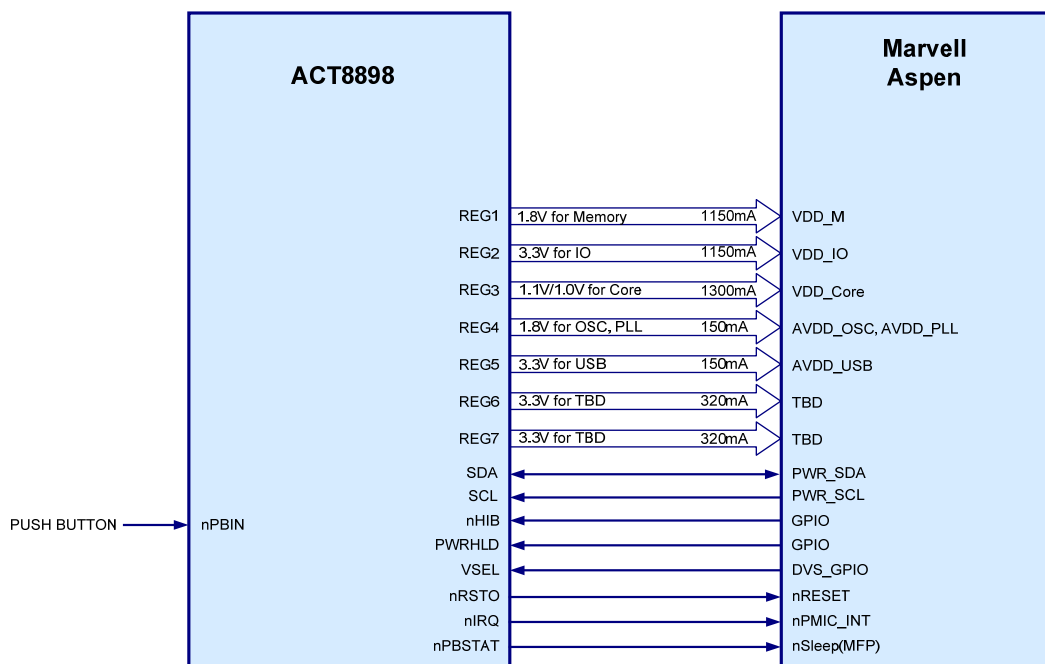 ACT8898
Marvell
Aspen
REG1 1.8V for Memory 1150mA VDD_M
REG2 3.3V for IO 1150mA VDD_IO
REG3 1.1V/1.0V for Core 1300mA VDD_Core
REG4 1.8V for OSC, PLL 150mA AVDD_OSC, AVDD_PLL
REG5 3.3V for USB 150mA AVDD_USB
REG6 3.3V for TBD 320mA TBD
REG7 3.3V for TBD 320mA TBD
SDA PWR_SDA
SCL PWR_SCL
PUSH BUTTON nPBIN nHIB GPIO
PWRHLD GPIO
VSEL DVS_GPIO
nRSTO nRESET
nIRQ nPMIC_INT
nPBSTAT nSleep(MFP)